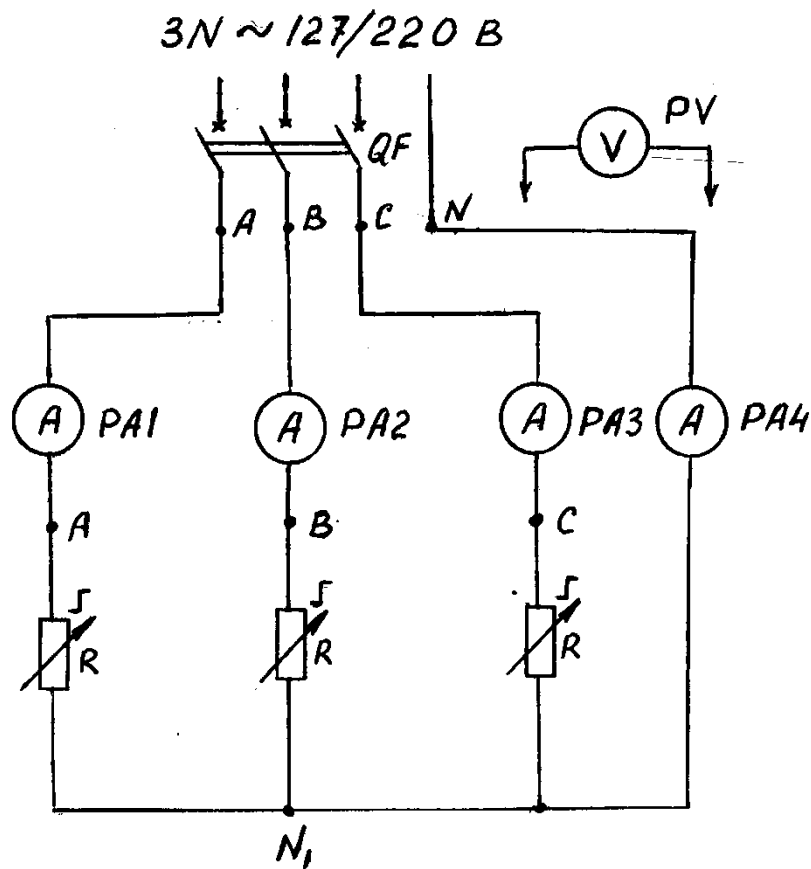 3N ~ 127/220 В
QF
V PV
A B C N
A PA1
A PA2
A PA3
A PA4
A B C
R R R
N₁